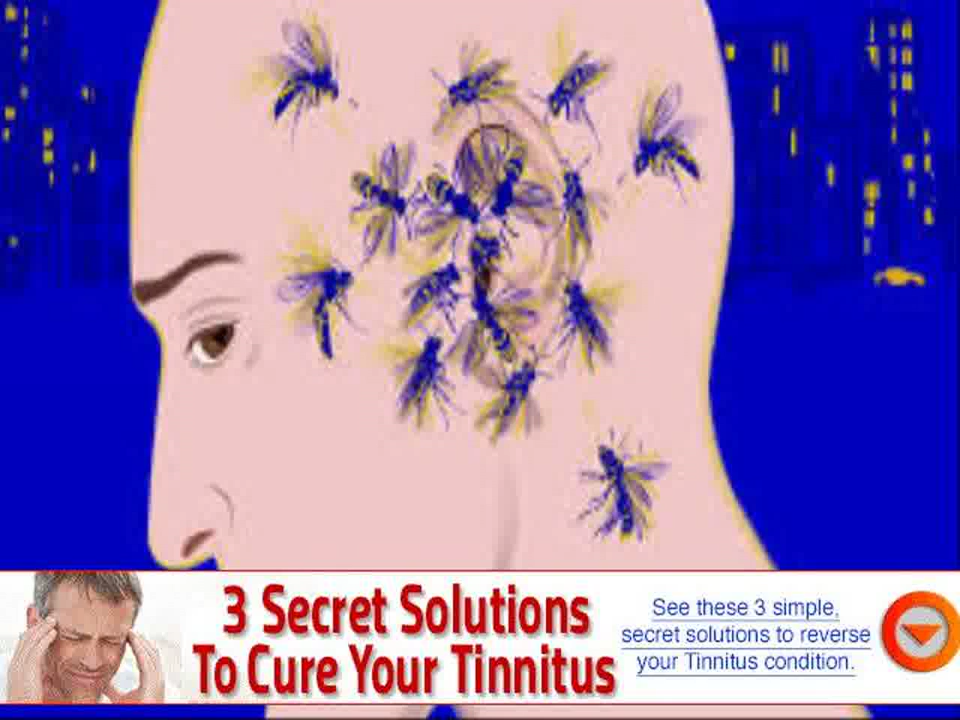 3 Secret Solutions
To Cure Your Tinnitus
See these 3 simple,
secret solutions to reverse
your Tinnitus condition.